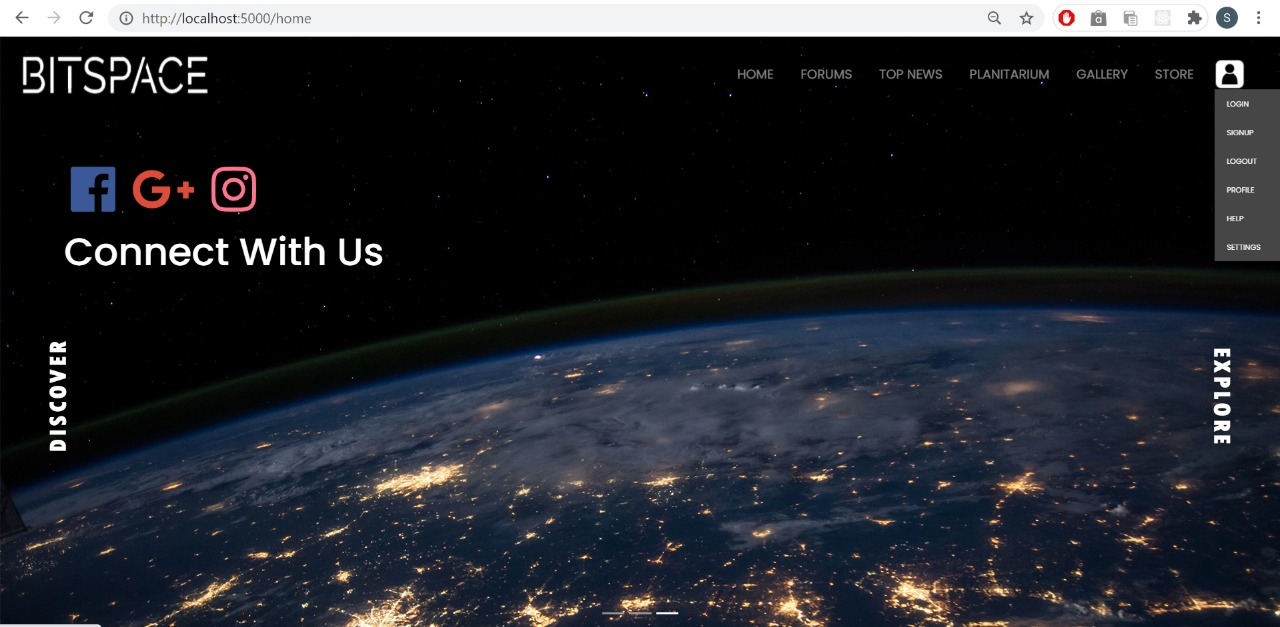 http://localhost:5000/home
S
BITSPACE
HOME FORUMS TOP NEWS PLANITARIUM GALLERY STORE
LOGIN
SIGNUP
LOGOUT
PROFILE
HELP
SETTINGS
G+
Connect With Us
DISCOVER
EXPLORE